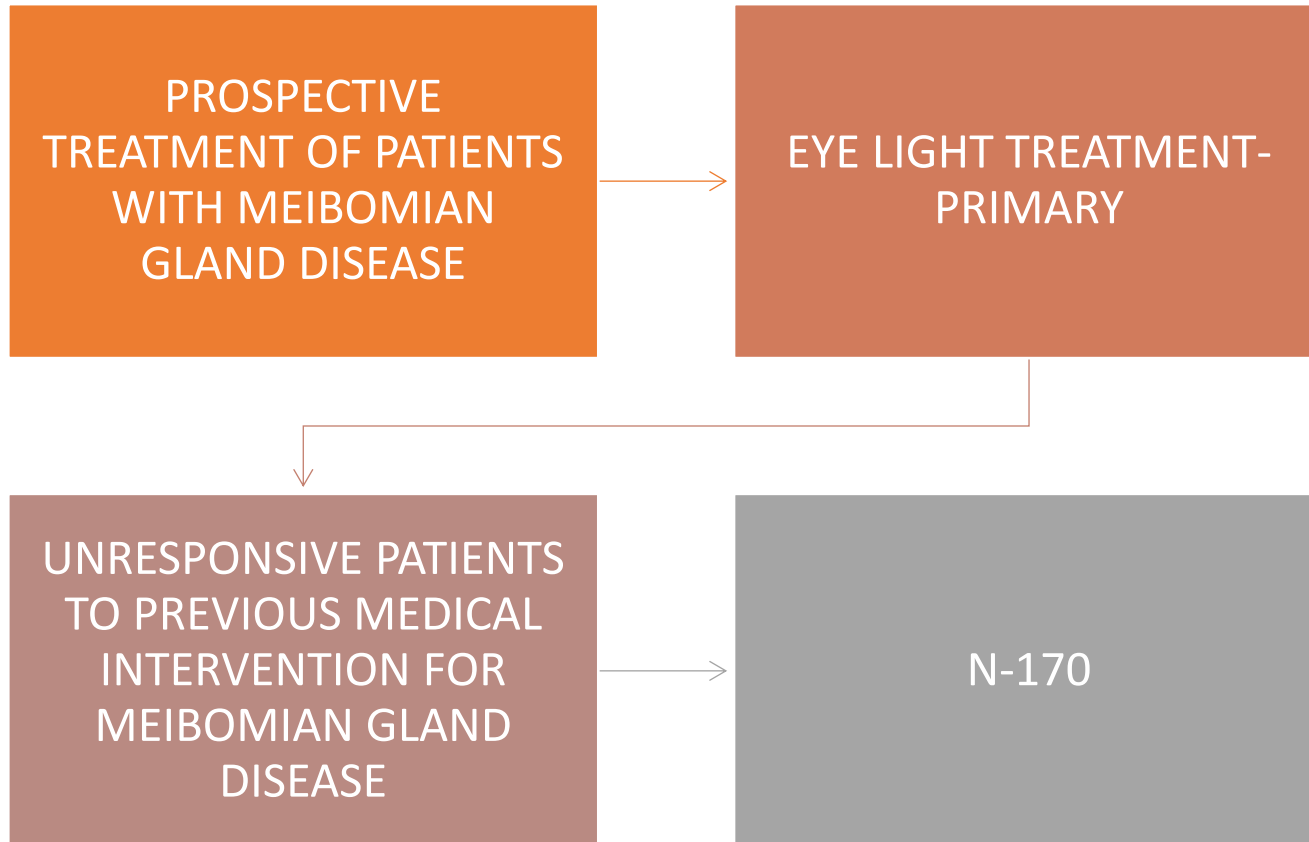 PROSPECTIVE
TREATMENT OF PATIENTS
WITH MEIBOMIAN
GLAND DISEASE
EYE LIGHT TREATMENT-
PRIMARY
UNRESPONSIVE PATIENTS
TO PREVIOUS MEDICAL
INTERVENTION FOR
MEIBOMIAN GLAND
DISEASE
N-170